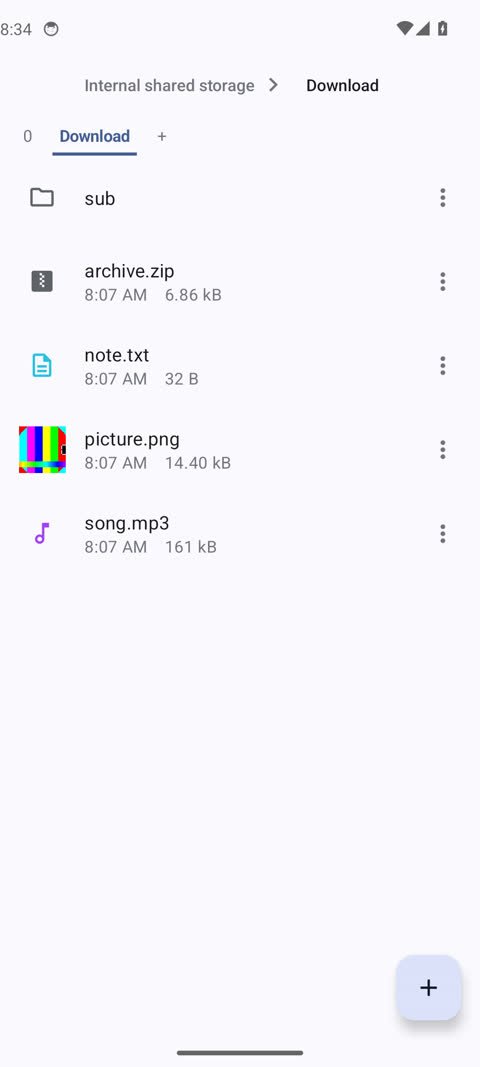 8:34
Internal shared storage > Download
0 Download +
sub
archive.zip
8:07 AM 6.86 kB
note.txt
8:07 AM 32 B
picture.png
8:07 AM 14.40 kB
song.mp3
8:07 AM 161 kB
+